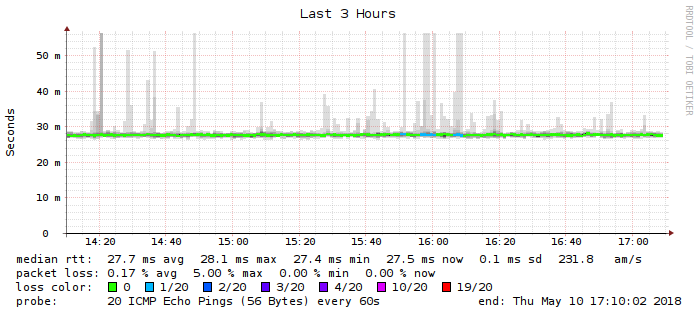 Last 3 Hours
RRDTOOL / TOBI OETIKER
Seconds
50 m
40 m
30 m
20 m
10 m
0
14:20 14:40 15:00 15:20 15:40 16:00 16:20 16:40 17:00
median rtt: 27.7 ms avg 28.1 ms max 27.4 ms min 27.5 ms now 0.1 ms sd 231.8 am/s
packet loss: 0.17 % avg 5.00 % max 0.00 % min 0.00 % now
loss color: 0 1/20 2/20 3/20 4/20 10/20 19/20
probe: 20 ICMP Echo Pings (56 Bytes) every 60s end: Thu May 10 17:10:02 2018